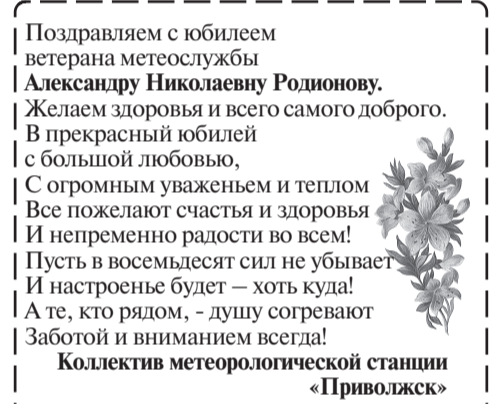 Поздравляем с юбилеем
ветерана метеослужбы
Александру Николаевну Родионову.
Желаем здоровья и всего самого доброго.
В прекрасный юбилей
с большой любовью,
С огромным уваженьем и теплом
Все пожелают счастья и здоровья
И непременно радости во всем!
Пусть в восемьдесят сил не убывает
И настроенье будет – хоть куда!
А те, кто рядом, - душу согревают
Заботой и вниманием всегда!
Коллектив метеорологической станции
«Приволжск»